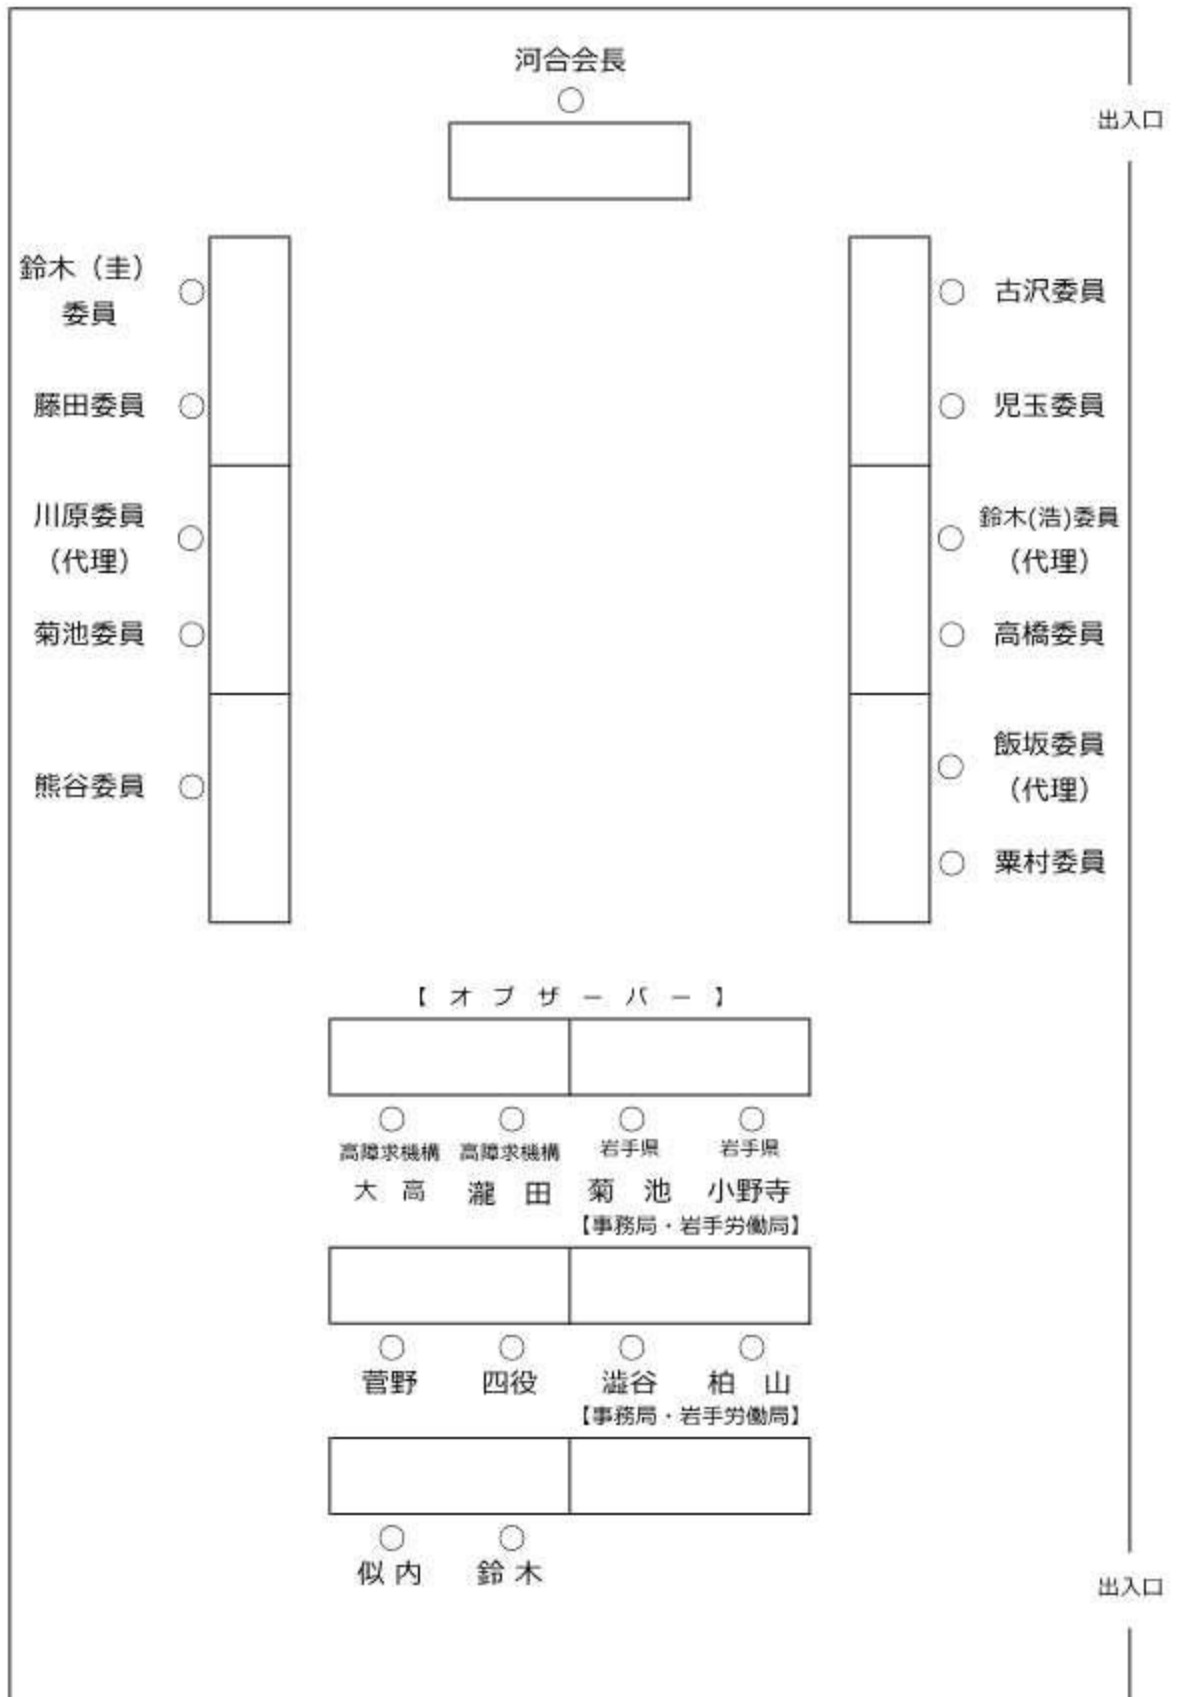 河合会長
出入口
鈴木（圭）
委員
古沢委員
藤田委員
児玉委員
川原委員
（代理）
鈴木(浩)委員
（代理）
菊池委員
高橋委員
熊谷委員
飯坂委員
（代理）
粟村委員
【 オ ブ ザ ー バ ー 】
高障求機構 高障求機構 岩手県 岩手県
大 高 瀧 田 菊 池 小野寺
【事務局・岩手労働局】
菅野 四役 澁谷 柏 山
【事務局・岩手労働局】
似 内 鈴 木
出入口